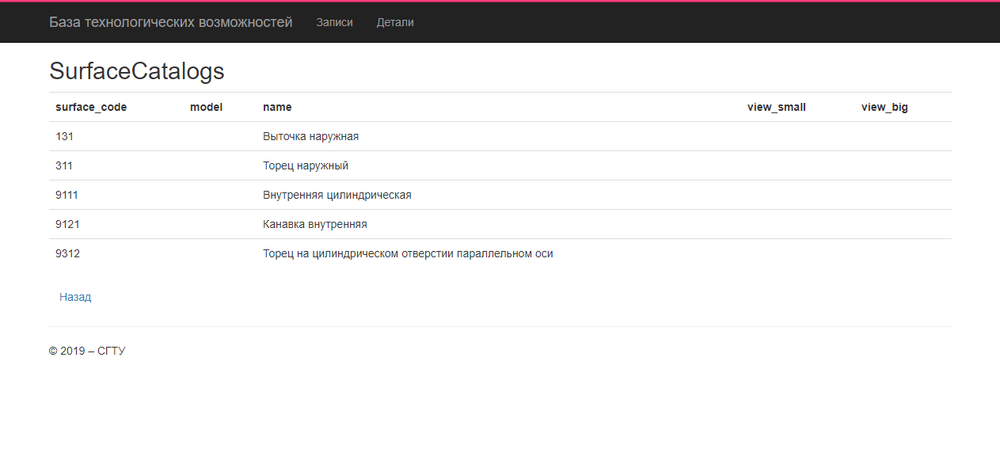 База технологических возможностей Записи Детали
SurfaceCatalogs
surface_code model name view_small view_big
131 Выточка наружная
311 Торец наружный
9111 Внутренняя цилиндрическая
9121 Канавка внутренняя
9312 Торец на цилиндрическом отверстии параллельном оси
Назад
© 2019 – СГТУ